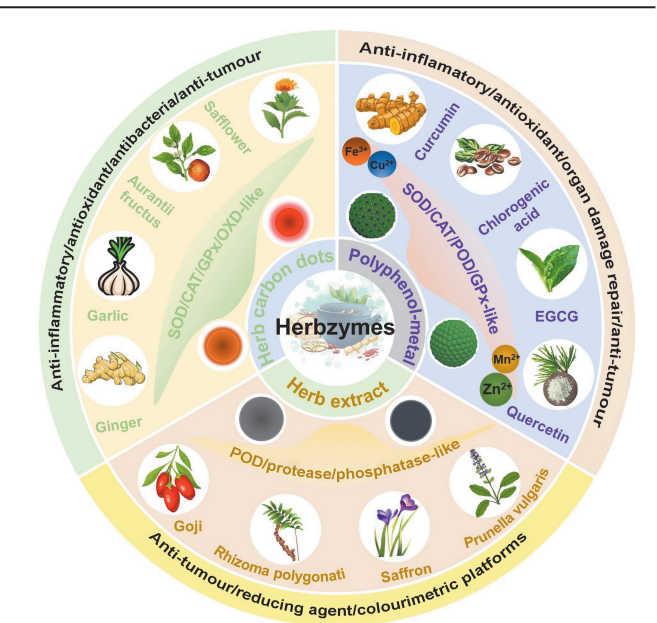 Anti-inflammatory/antioxidant/antibacteria/anti-tumour
Safflower
Aurantii
fructus
Garlic
Ginger
SOD/CAT/GPx/OXD-like
Herb carbon dots
Anti-inflamatory/antioxidant/organ damage repair/anti-tumour
Curcumin
Chlorogenic
acid
EGCG
Quercetin
Fe³⁺
Cu²⁺
SOD/CAT/POD/GPx-like
Mn²⁺
Zn²⁺
Polyphenol-metal
Herbzymes
Herb extract
POD/protease/phosphatase-like
Goji
Rhizoma polygonati
Saffron
Prunella vulgaris
Anti-tumour/reducing agent/colourimetric platforms